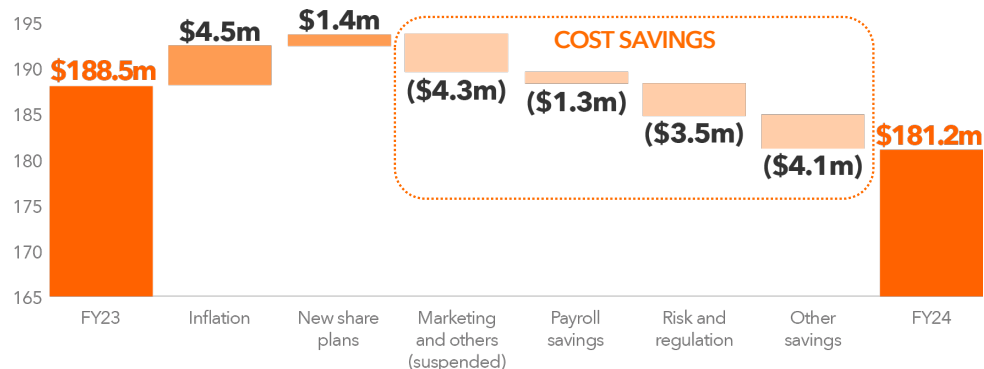 195
190
185
180
175
170
165
$188.5m
$4.5m
$1.4m
COST SAVINGS
($4.3m)
($1.3m)
($3.5m)
($4.1m)
$181.2m
FY23
Inflation
New share
plans
Marketing
and others
(suspended)
Payroll
savings
Risk and
regulation
Other
savings
FY24